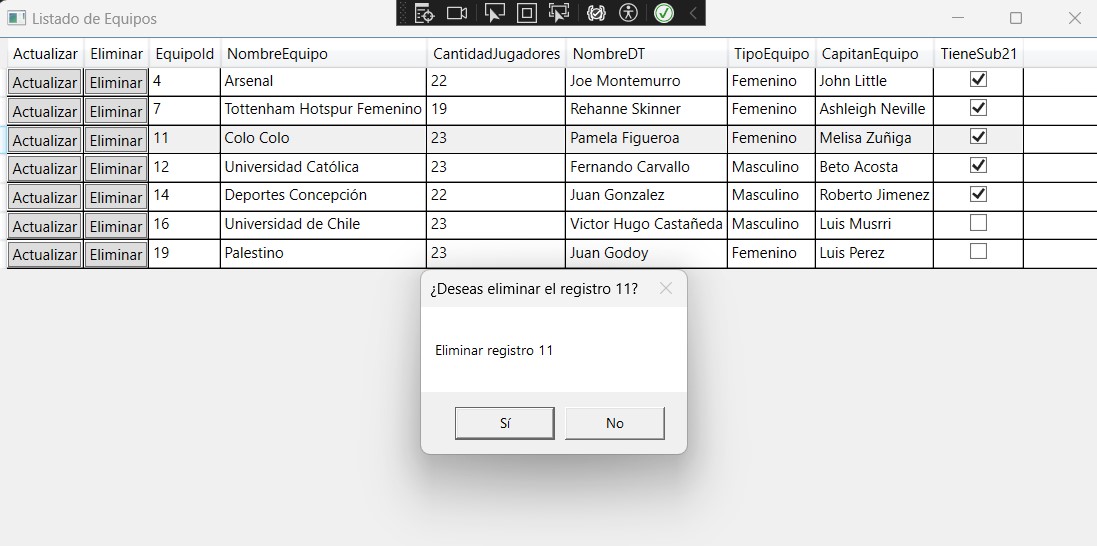 Listado de Equipos
Actualizar Eliminar EquipoId NombreEquipo CantidadJugadores NombreDT TipoEquipo CapitanEquipo TieneSub21
Actualizar Eliminar 4 Arsenal 22 Joe Montemurro Femenino John Little
Actualizar Eliminar 7 Tottenham Hotspur Femenino 19 Rehanne Skinner Femenino Ashleigh Neville
Actualizar Eliminar 11 Colo Colo 23 Pamela Figueroa Femenino Melisa Zuñiga
Actualizar Eliminar 12 Universidad Católica 23 Fernando Carvallo Masculino Beto Acosta
Actualizar Eliminar 14 Deportes Concepción 22 Juan Gonzalez Masculino Roberto Jimenez
Actualizar Eliminar 16 Universidad de Chile 23 Victor Hugo Castañeda Masculino Luis Musrri
Actualizar Eliminar 19 Palestino 23 Juan Godoy Femenino Luis Perez
¿Deseas eliminar el registro 11?
Eliminar registro 11
Sí No